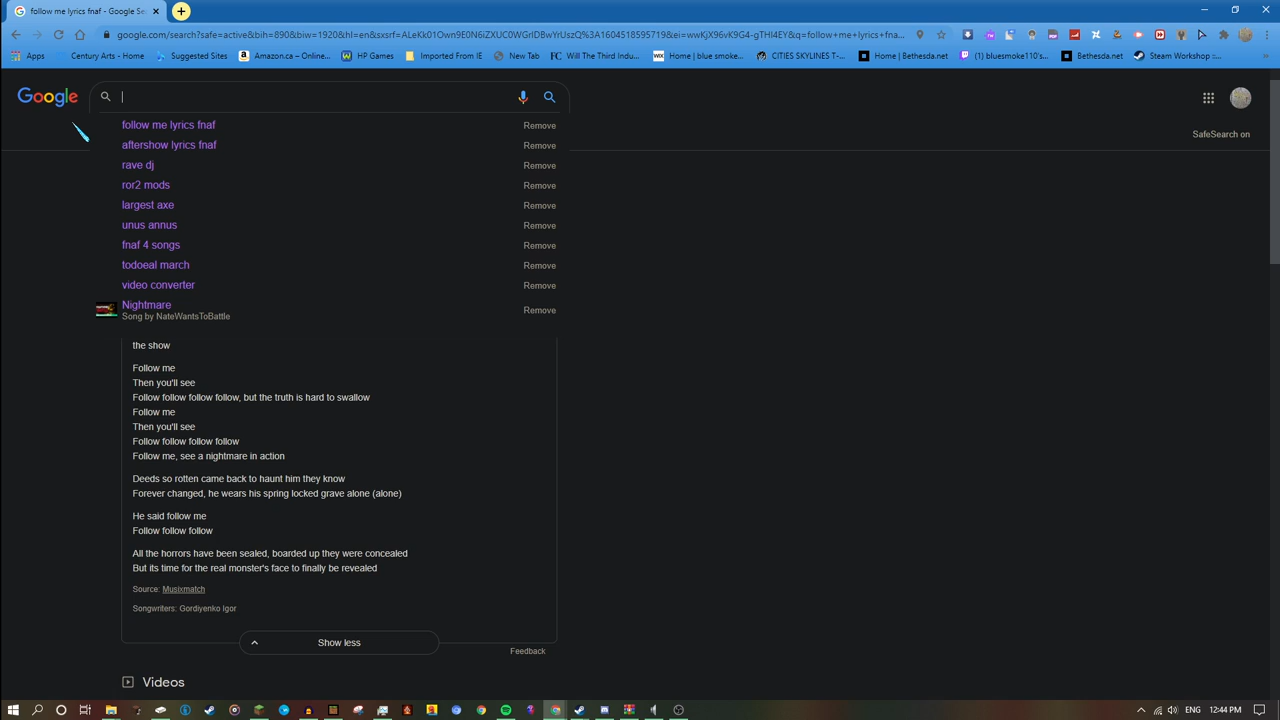 follow me lyrics fnaf - Google Se
google.com/search?safe=active&bih=890&biw=1920&hl=en&sxsrf=ALeKk01Own9E0N6iZXUC0WGrIDBwYrUszQ%3A1604518595719&ei=wwKjX96vK9G4-gTHl4EY&q=follow+me+lyrics+fna...
Apps Century Arts - Home Suggested Sites Amazon.ca – Online... HP Games Imported From IE New Tab Will The Third Indu... Home | blue smoke... CITIES SKYLINES T-... Home | Bethesda.net (1) bluesmoke110's... Bethesda.net Steam Workshop ::...
Google
SafeSearch on
follow me lyrics fnaf Remove
aftershow lyrics fnaf Remove
rave dj Remove
ror2 mods Remove
largest axe Remove
unus annus Remove
fnaf 4 songs Remove
todoeal march Remove
video converter Remove
Nightmare
Song by NateWantsToBattle Remove
the show
Follow me
Then you'll see
Follow follow follow follow, but the truth is hard to swallow
Follow me
Then you'll see
Follow follow follow follow
Follow me, see a nightmare in action
Deeds so rotten came back to haunt him they know
Forever changed, he wears his spring locked grave alone (alone)
He said follow me
Follow follow follow
All the horrors have been sealed, boarded up they were concealed
But its time for the real monster's face to finally be revealed
Source: Musixmatch
Songwriters: Gordiyenko Igor
Show less
Feedback
Videos
ENG 12:44 PM